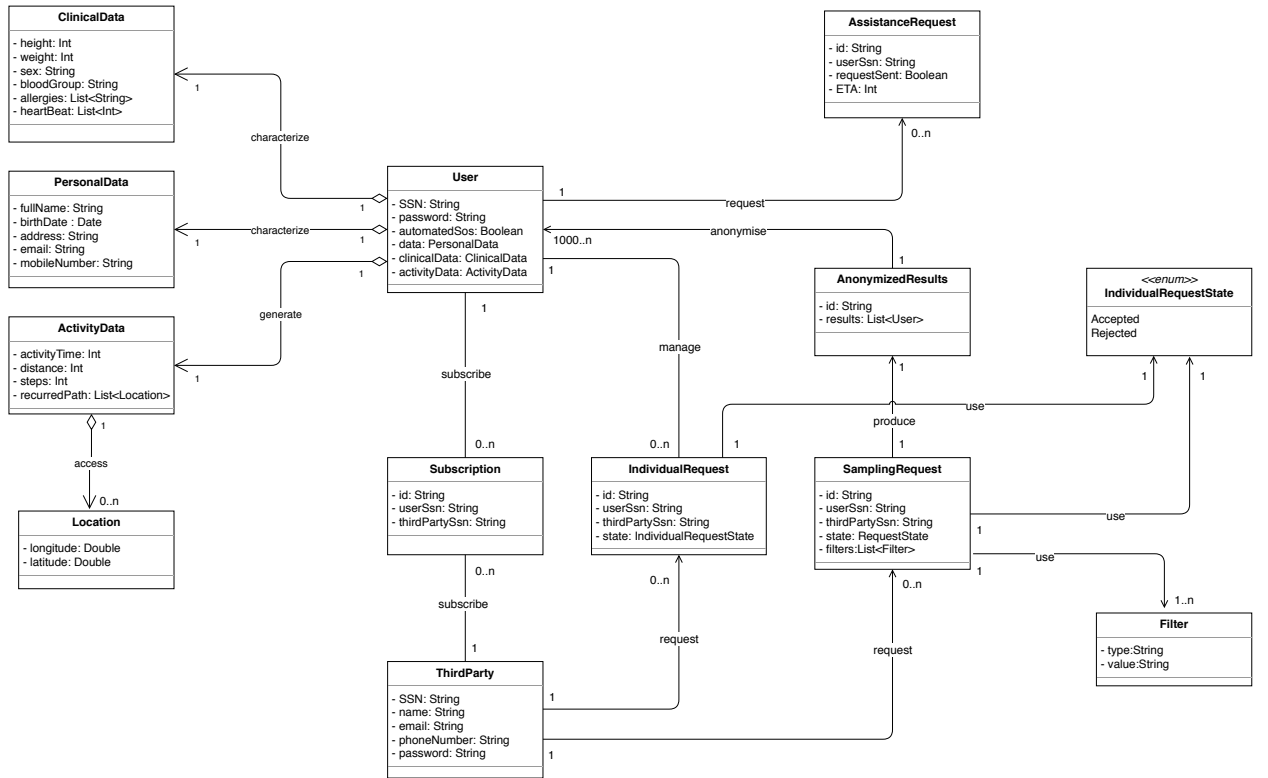 ClinicalData
- height: Int
- weight: Int
- sex: String
- bloodGroup: String
- allergies: List<String>
- heartBeat: List<Int>
1
characterize
1
AssistanceRequest
- id: String
- userSsn: String
- requestSent: Boolean
- ETA: Int
0..n
1
request
PersonalData
- fullName: String
- birthDate : Date
- address: String
- email: String
- mobileNumber: String
1
characterize
1
User
- SSN: String
- password: String
- automatedSos: Boolean
- data: PersonalData
- clinicalData: ClinicalData
- activityData: ActivityData
anonymise
1000..n
1
1
generate
1
1
1
ActivityData
- activityTime: Int
- distance: Int
- steps: Int
- recurredPath: List<Location>
1
access
0..n
Location
- longitude: Double
- latitude: Double
AnonymizedResults
- id: String
- results: List<User>
1
produce
1
<<enum>>
IndividualRequestState
Accepted
Rejected
1
1
use
1
subscribe
0..n
manage
0..n
Subscription
- id: String
- userSsn: String
- thirdPartySsn: String
0..n
subscribe
1
IndividualRequest
- id: String
- userSsn: String
- thirdPartySsn: String
- state: IndividualRequestState
0..n
request
1
SamplingRequest
- id: String
- userSsn: String
- thirdPartySsn: String
- state: RequestState
- filters:List<Filter>
0..n
request
1
1
use
1
use
1..n
Filter
- type:String
- value:String
ThirdParty
- SSN: String
- name: String
- email: String
- phoneNumber: String
- password: String